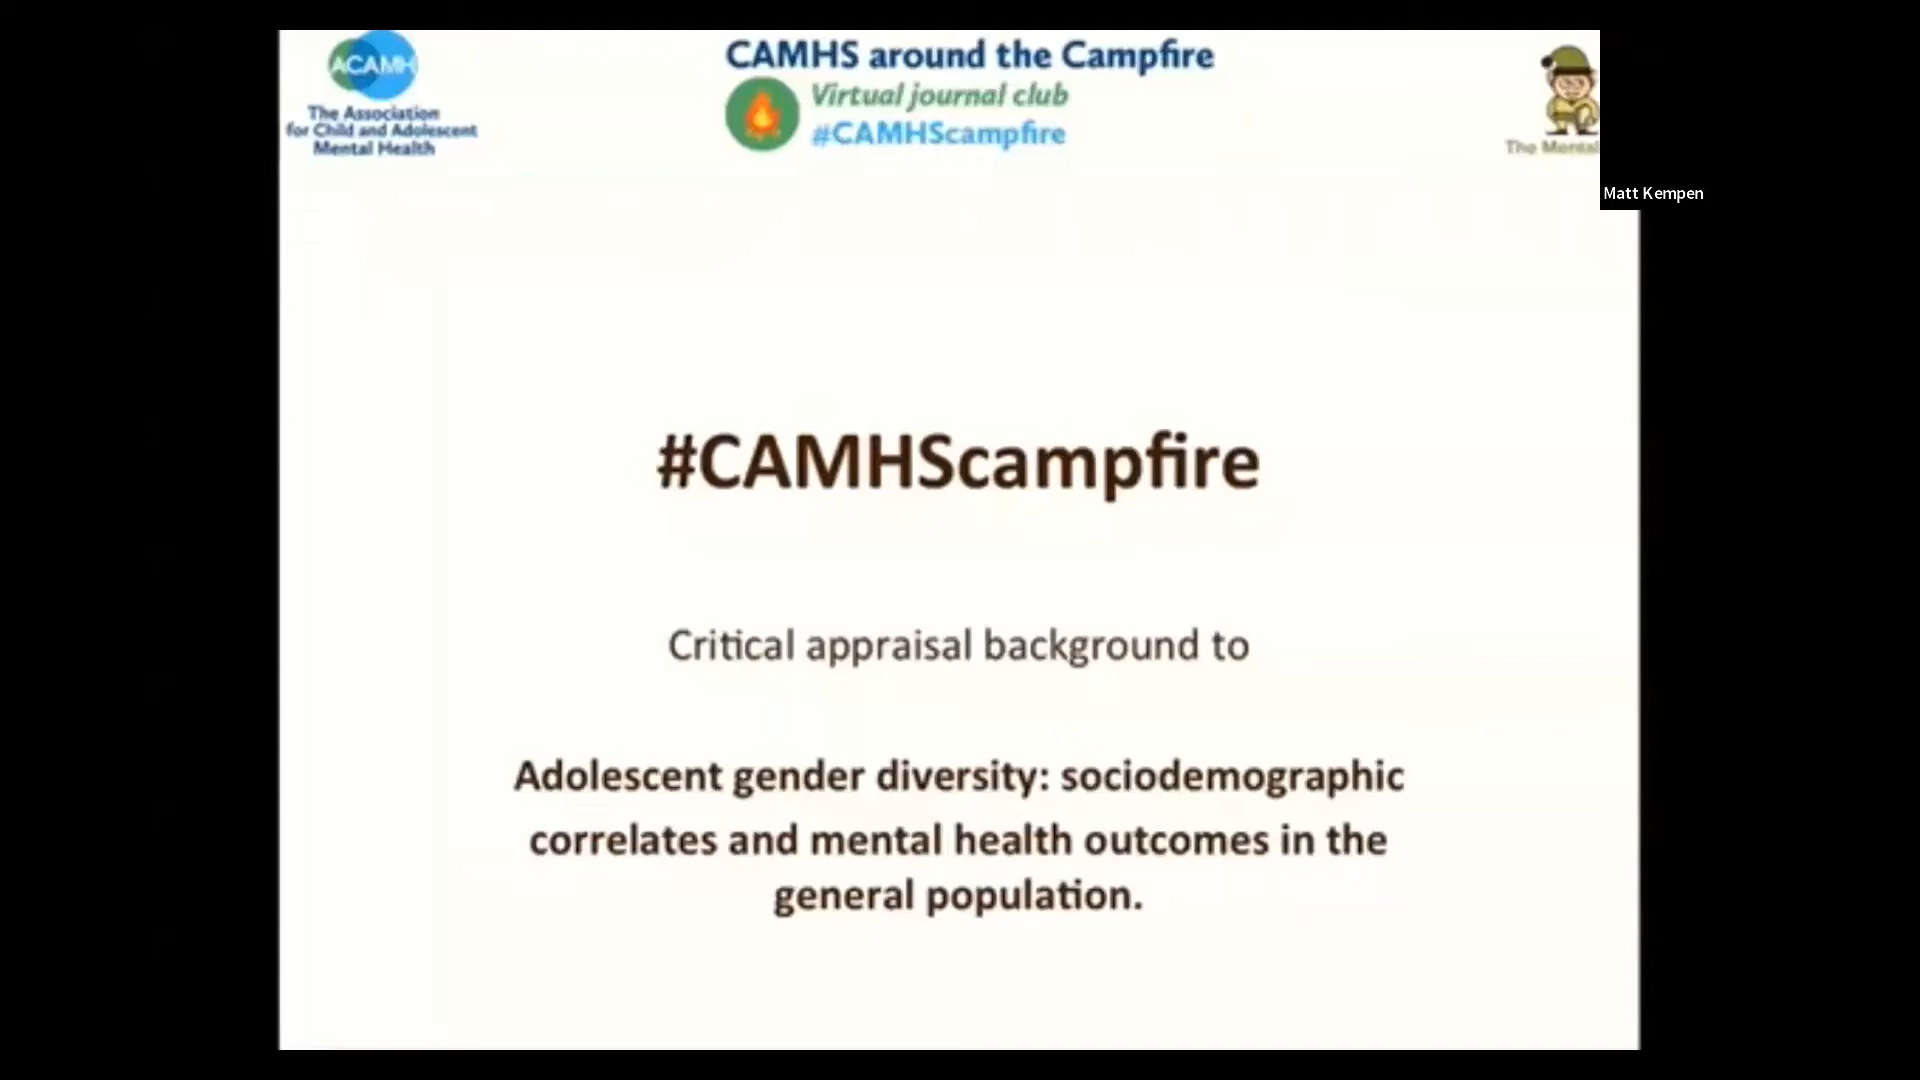 ACAMH
The Association
for Child and Adolescent
Mental Health
CAMHS around the Campfire
Virtual journal club
#CAMHScampfire
The Mental
Matt Kempen
#CAMHScampfire
Critical appraisal background to
Adolescent gender diversity: sociodemographic
correlates and mental health outcomes in the
general population.